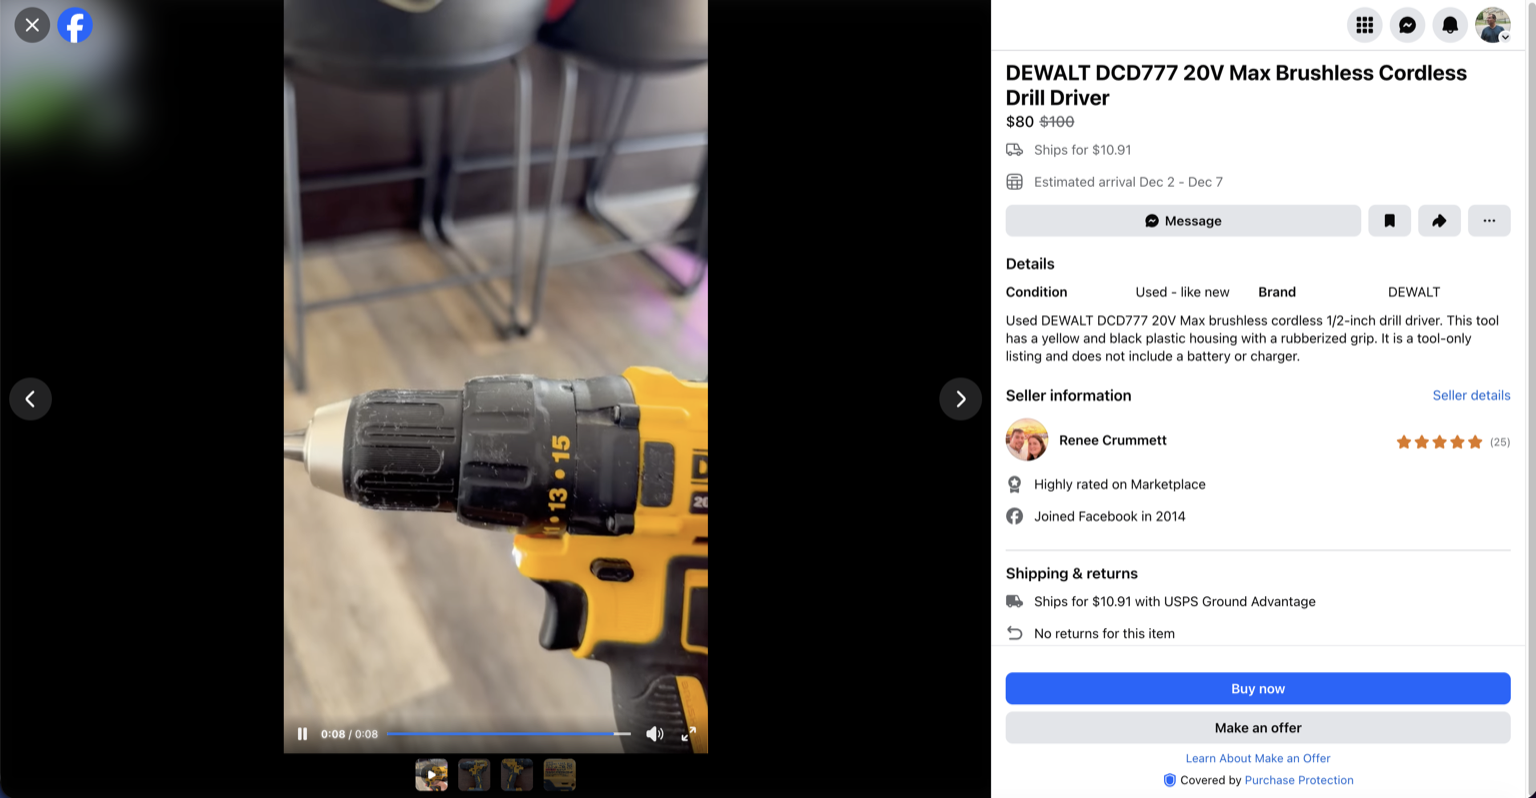 DEWALT DCD777 20V Max Brushless Cordless
Drill Driver
$80 $100
Ships for $10.91
Estimated arrival Dec 2 - Dec 7
Message
Details
Condition Used - like new Brand DEWALT
Used DEWALT DCD777 20V Max brushless cordless 1/2-inch drill driver. This tool
has a yellow and black plastic housing with a rubberized grip. It is a tool-only
listing and does not include a battery or charger.
Seller information Seller details
Renee Crummett (25)
Highly rated on Marketplace
Joined Facebook in 2014
Shipping & returns
Ships for $10.91 with USPS Ground Advantage
No returns for this item
Buy now
Make an offer
Learn About Make an Offer
Covered by Purchase Protection
13 • 15
20
0:08 / 0:08